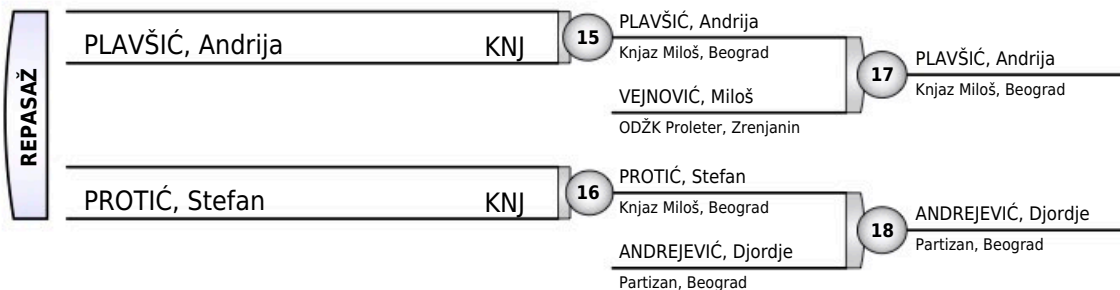 REPASAŽ
PLAVŠIĆ, Andrija KNJ
15
PLAVŠIĆ, Andrija
Knjaz Miloš, Beograd
VEJNOVIĆ, Miloš
ODŽK Proleter, Zrenjanin
17
PLAVŠIĆ, Andrija
Knjaz Miloš, Beograd
PROTIĆ, Stefan KNJ
16
PROTIĆ, Stefan
Knjaz Miloš, Beograd
ANDREJEVIĆ, Djordje
Partizan, Beograd
18
ANDREJEVIĆ, Djordje
Partizan, Beograd